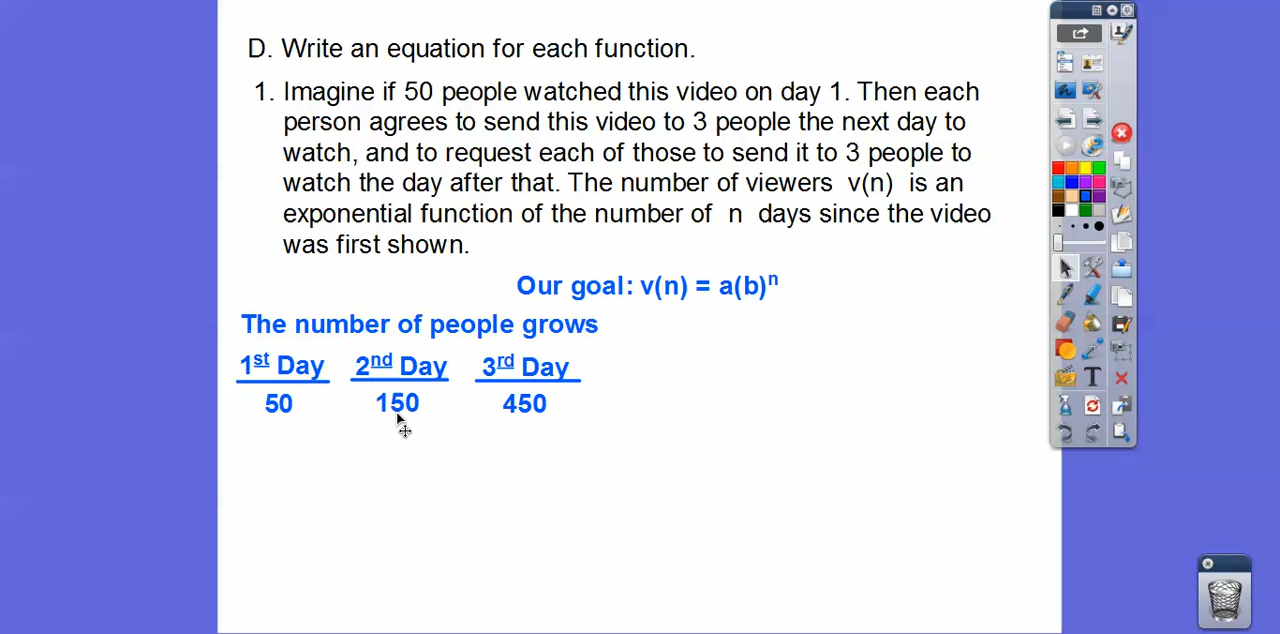 D. Write an equation for each function.
1. Imagine if 50 people watched this video on day 1. Then each
person agrees to send this video to 3 people the next day to
watch, and to request each of those to send it to 3 people to
watch the day after that. The number of viewers v(n) is an
exponential function of the number of n days since the video
was first shown.
Our goal: v(n) = a(b)ⁿ
The number of people grows
1st Day 2nd Day 3rd Day
50 150 450